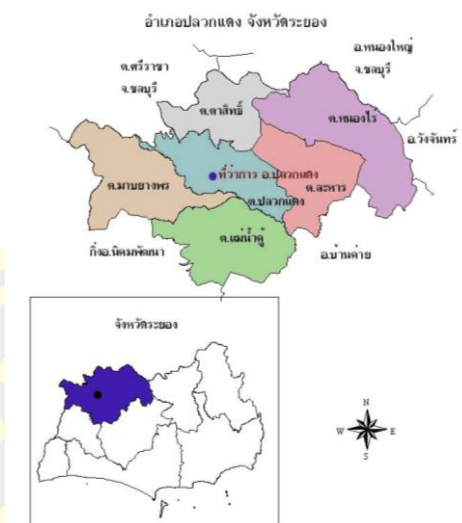 อำเภอปลวกแดง จังหวัดระยอง
อ.หนองใหญ่
จ.ชลบุรี
ต.ศรีราชา
จ.ชลบุรี
ต.ตาสิทธิ์
ต.หนองไร่
อ.วังจันทร์
ที่ว่าการ อ.ปลวกแดง
ต.มาบยางพร
ต.ละหาร
ต.ปลวกแดง
ต.แม่น้ำคู้
กิ่งอ.นิคมพัฒนา
อ.บ้านค่าย
จังหวัดระยอง
N
W E
S